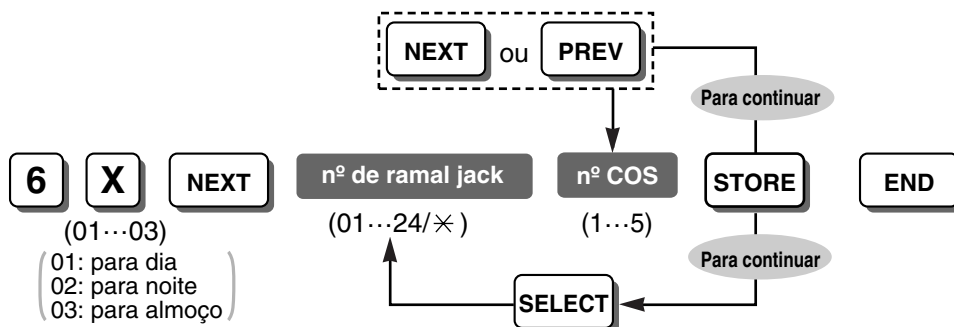 NEXT ou PREV
Para continuar
6 X NEXT nº de ramal jack nº COS STORE END
(01···03) (01···24/✳) (1···5)
01: para dia
02: para noite
03: para almoço
Para continuar
SELECT